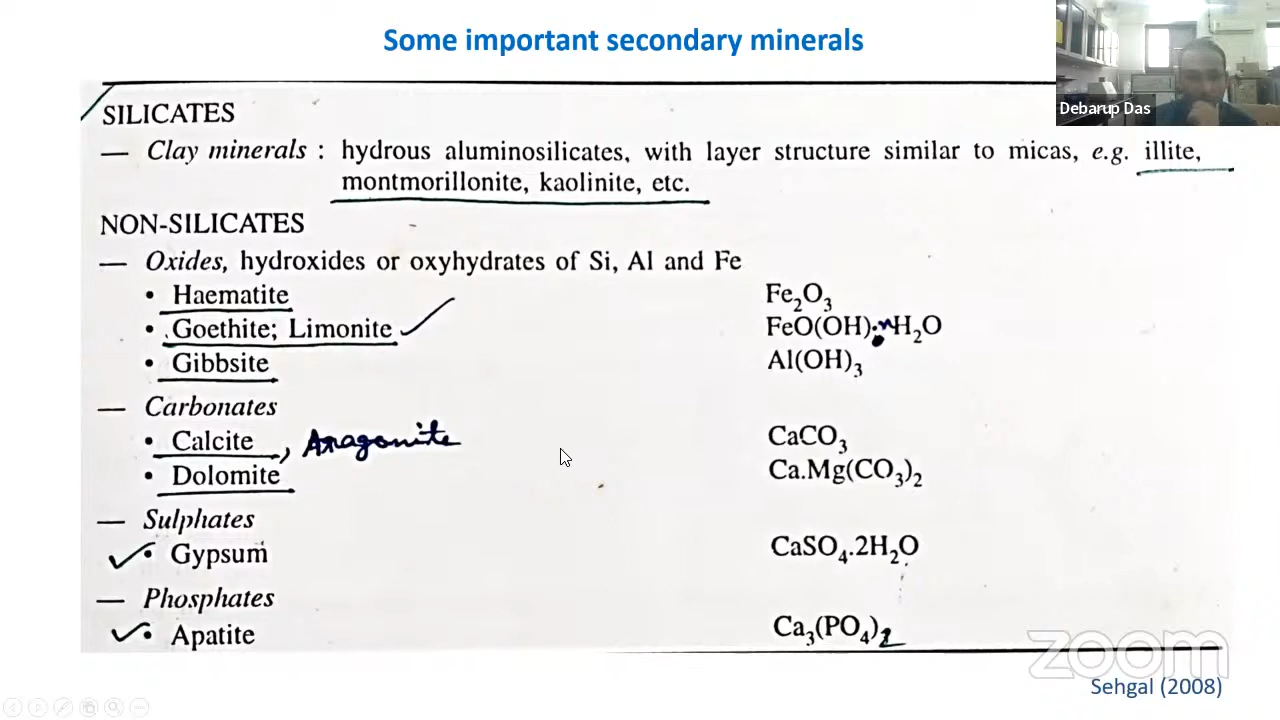 Some important secondary minerals
Debarup Das
SILICATES
— Clay minerals : hydrous aluminosilicates, with layer structure similar to micas, e.g. illite,
montmorillonite, kaolinite, etc.
NON-SILICATES
— Oxides, hydroxides or oxyhydrates of Si, Al and Fe
• Haematite Fe₂O₃
• Goethite; Limonite FeO(OH)·nH₂O
• Gibbsite Al(OH)₃
— Carbonates
• Calcite, Aragonite CaCO₃
• Dolomite Ca.Mg(CO₃)₂
— Sulphates
• Gypsum CaSO₄.2H₂O
— Phosphates
• Apatite Ca₃(PO₄)₂
zoom
Sehgal (2008)